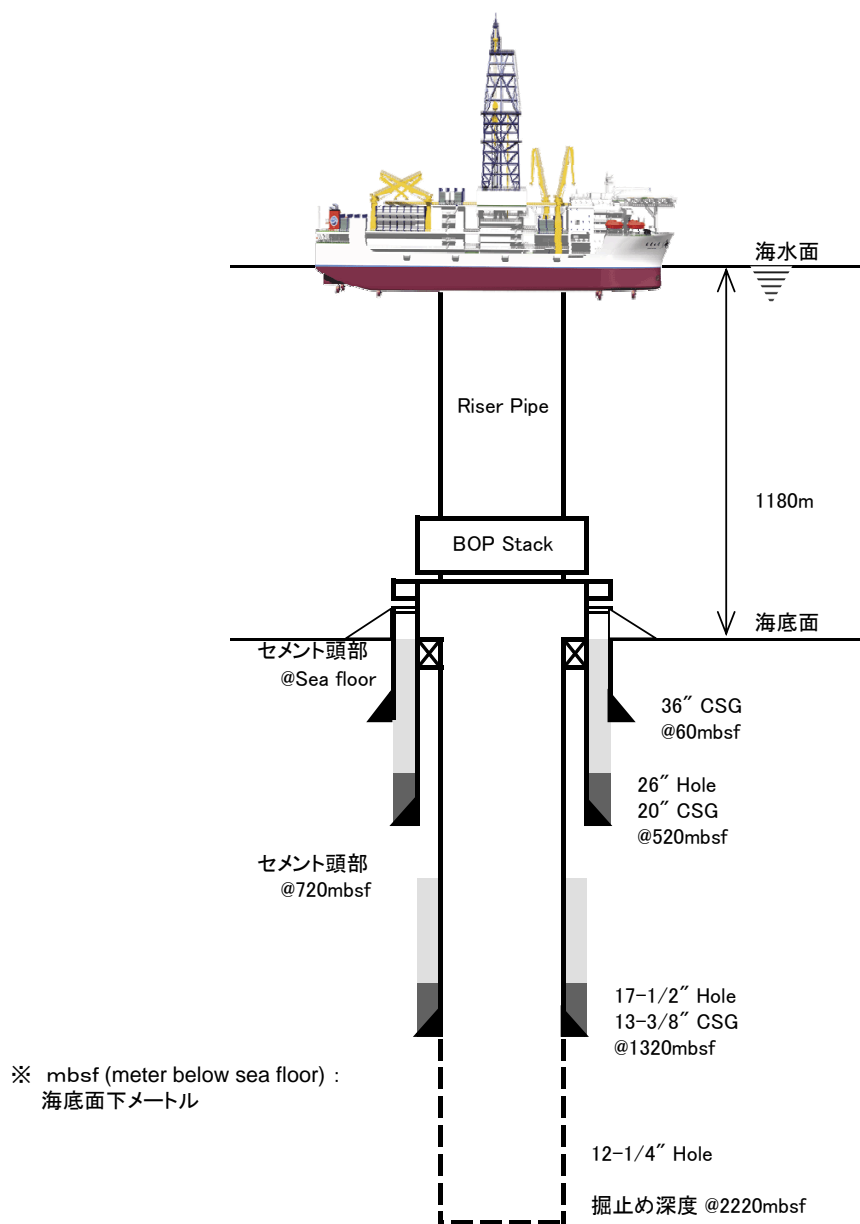 海水面
Riser Pipe
1180m
BOP Stack
海底面
セメント頭部
@Sea floor
36" CSG
@60mbsf
26" Hole
20" CSG
@520mbsf
セメント頭部
@720mbsf
17-1/2" Hole
13-3/8" CSG
@1320mbsf
※ mbsf (meter below sea floor) :
海底面下メートル
12-1/4" Hole
掘止め深度 @2220mbsf